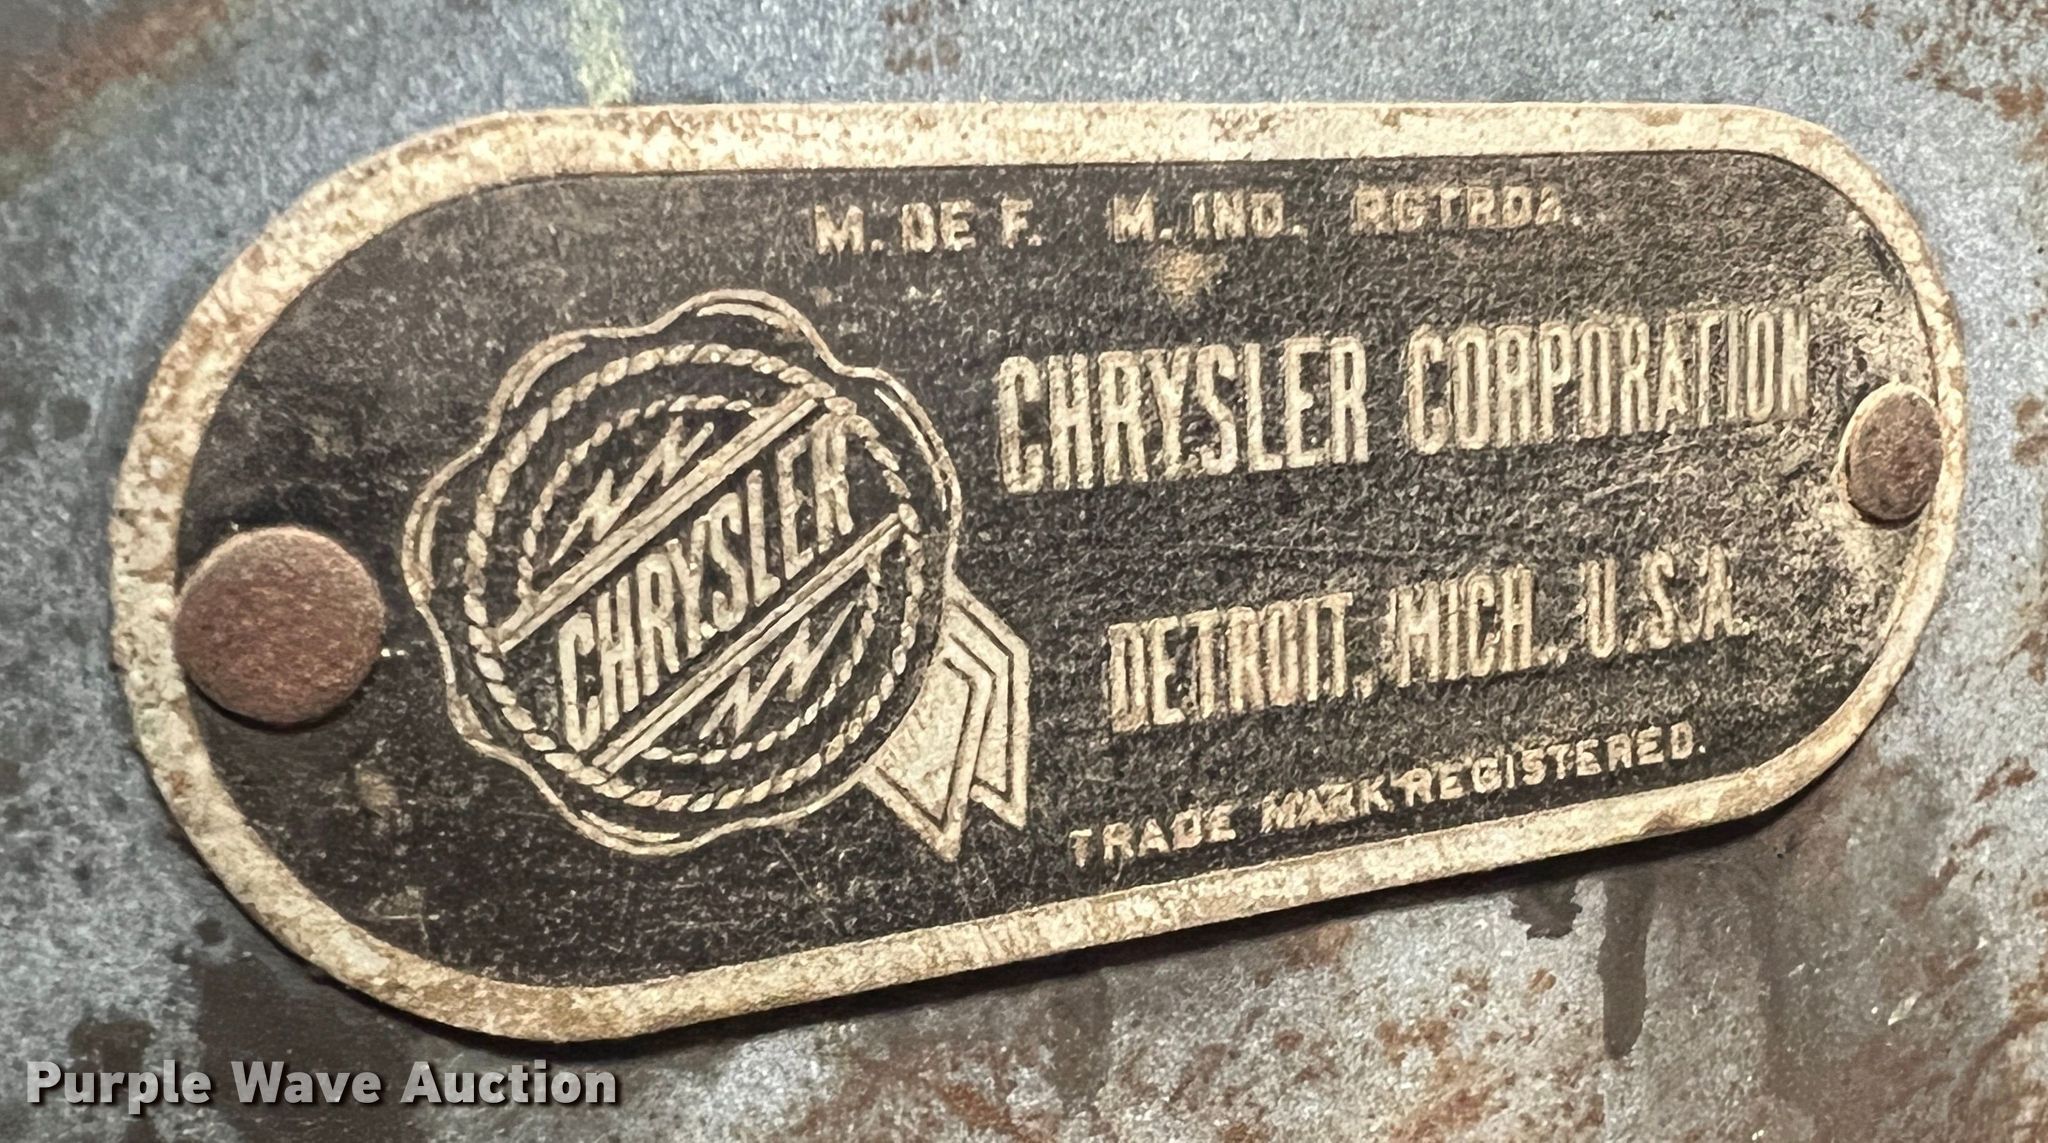 M. DE F. M. IND. RGTRDA.
CHRYSLER CORPORATION
CHRYSLER
DETROIT, MICH., U.S.A.
TRADE MARK REGISTERED.
Purple Wave Auction